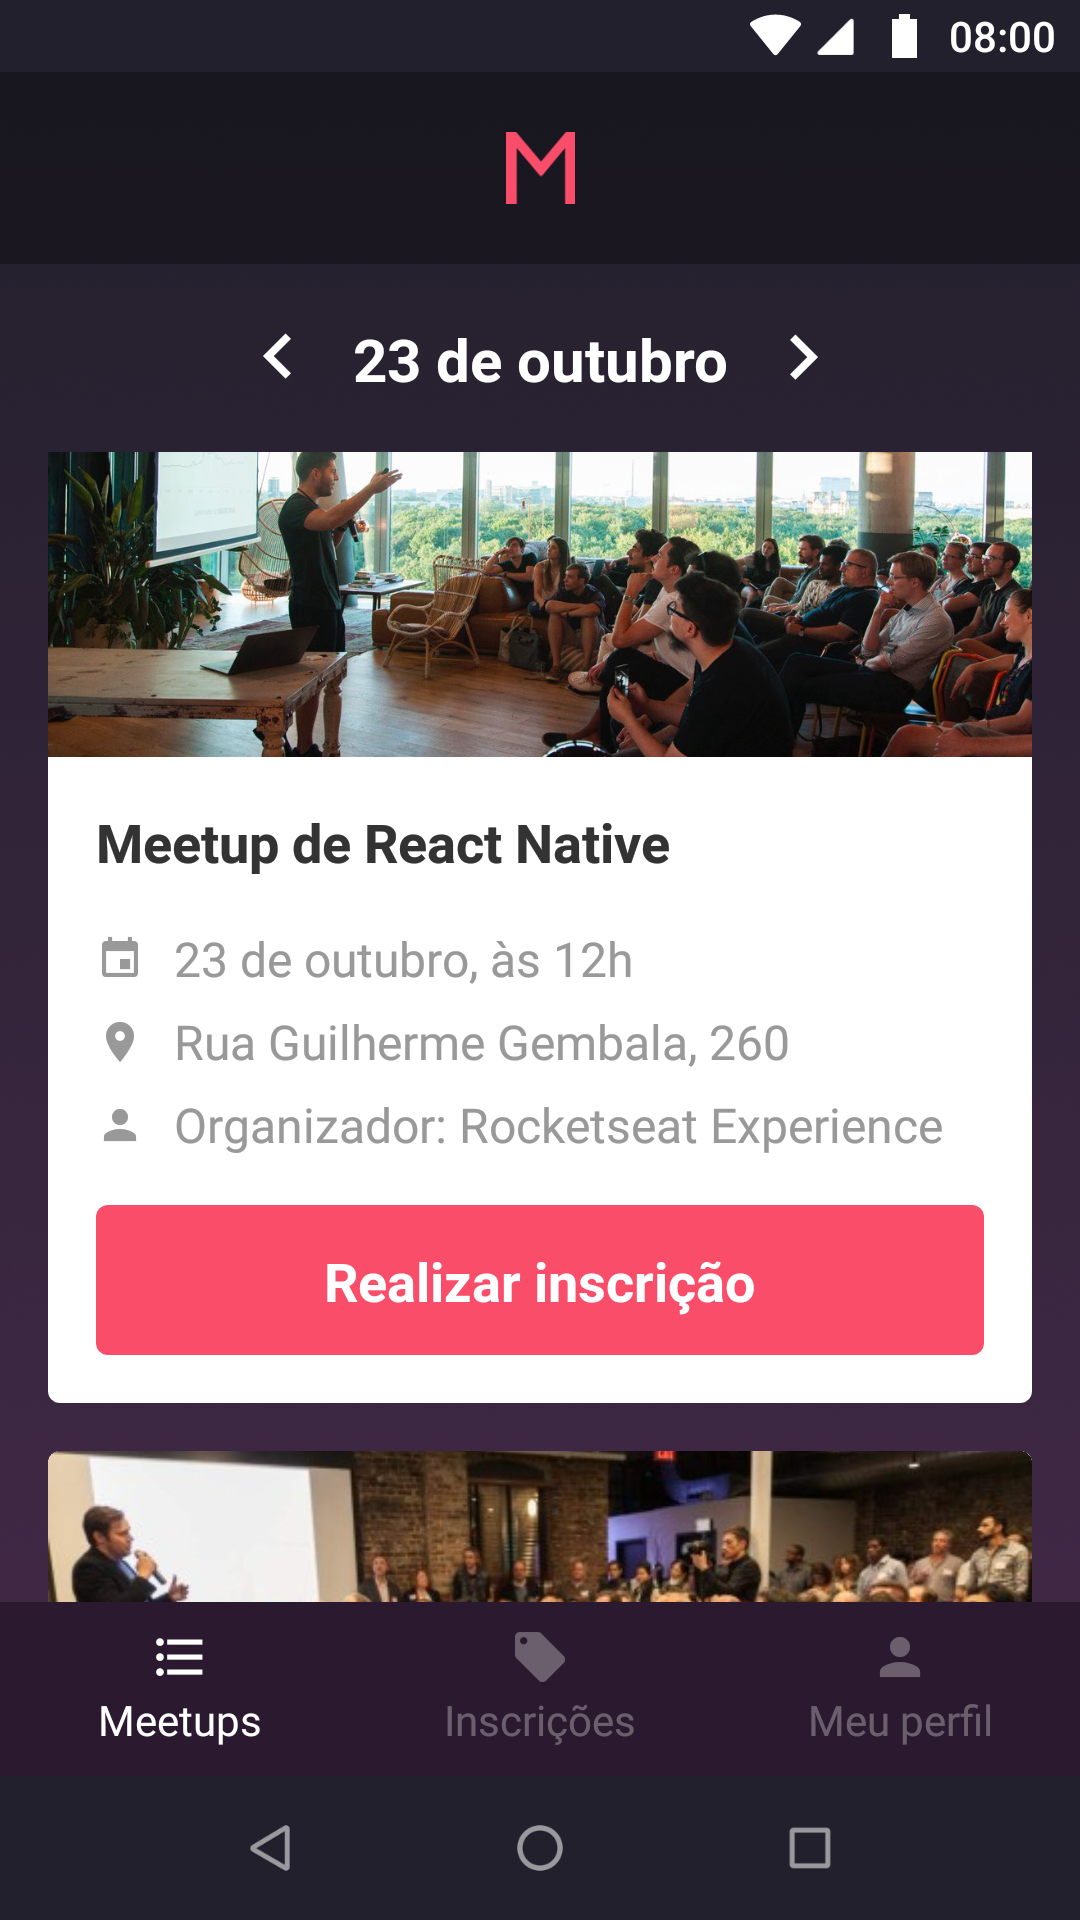 08:00
M
23 de outubro
Meetup de React Native
23 de outubro, às 12h
Rua Guilherme Gembala, 260
Organizador: Rocketseat Experience
Realizar inscrição
Meetups
Inscrições
Meu perfil